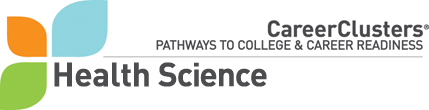 CareerClusters®
PATHWAYS TO COLLEGE & CAREER READINESS
Health Science